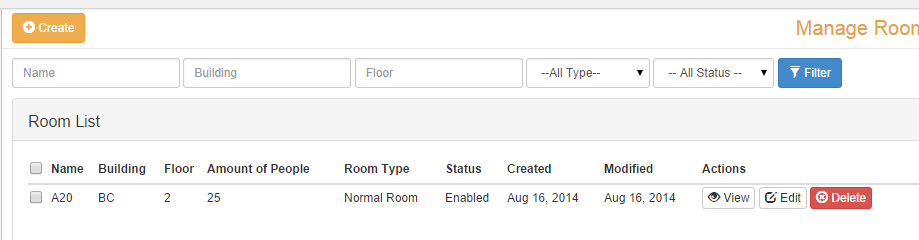 Create
Manage Room
Name Building Floor --All Type-- -- All Status -- Filter
Room List
Name Building Floor Amount of People Room Type Status Created Modified Actions
A20 BC 2 25 Normal Room Enabled Aug 16, 2014 Aug 16, 2014 View Edit Delete